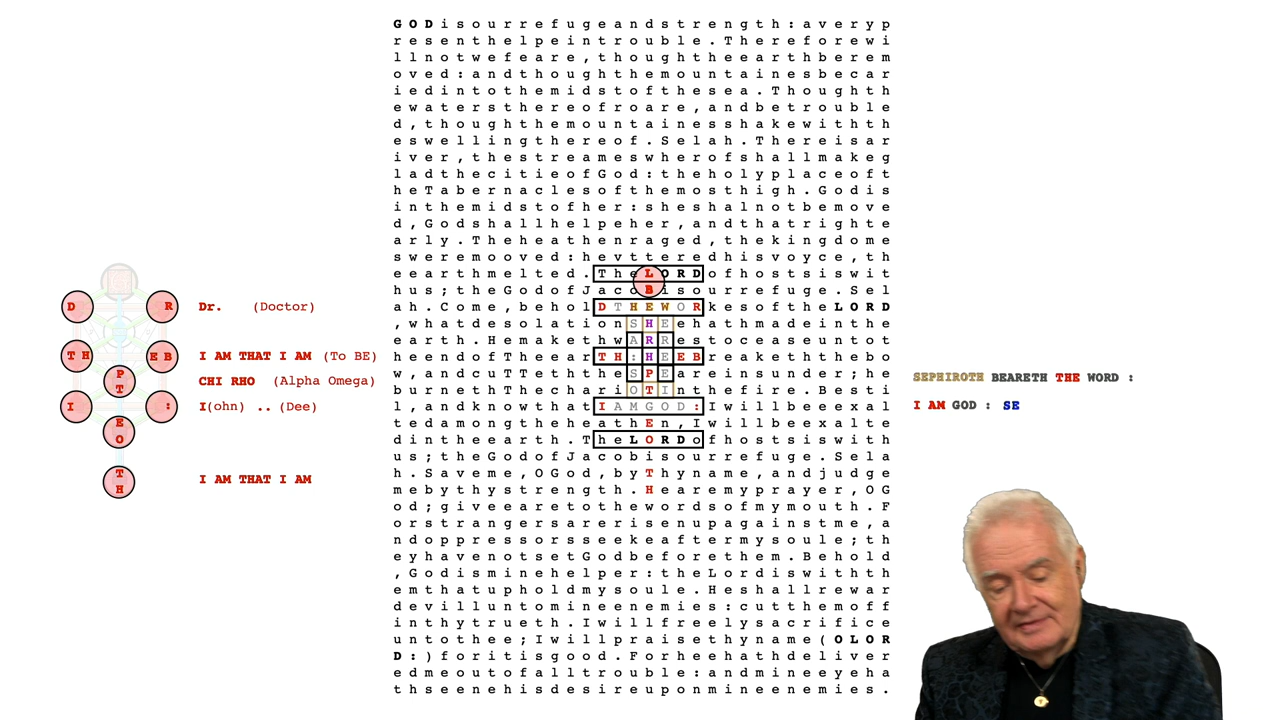 D R Dr. (Doctor)
TH EB I AM THAT I AM (To BE)
P
T CHI RHO (Alpha Omega)
I : I(ohn) .. (Dee)
E
O
T
H I AM THAT I AM
GODisourrefugeandstrength:averyp
resenthelpeintrouble.Thereforewi
llnotwefeare,thoughtheearthberem
oved:andthoughthemountainesbecar
iedintothemidstofthesea.Thoughth
ewatersthereofroare,andbetrouble
d,thoughthemountainesshakewithth
eswellingthereof.Selah.Thereisar
iver,thestreameswherofshallmakeg
ladthecitieofGod:theholyplaceoft
heTabernaclesofthemosthigh.Godis
inthemidstofher:sheshalnotbemove
d,Godshallhelpeher,andthatrighte
arly.Theheathenraged,thekingdome
sweremooved:hevtteredhisvoyce,th
eearthmelted.TheLORDofhostsiswit
hus;theGodofJacoBisourrefuge.Sel
ah.Come,beholDTHEWORkesoftheLORD
,whatdesolationSHEehathmadeinthe
earth.HemakethwARRestoceaseuntot
heendofTheearTH:HEEBreakeththebo
w,andcuTTeththeSPEareinsunder;he
burnethThechariOTInthefire.Besti
l,andknowthatIAMGOD:Iwillbeeexal
tedamongtheheathEn,Iwillbeexalte
dintheearth.TheLORDofhostsiswith
us;theGodofJacobisourrefuge.Sela
h.Saveme,OGod,byThyname,andjudge
mebythystrength.Hearemyprayer,OG
od;giveearetothewordsofmymouth.F
orstrangersarerisenupagainstme,a
ndoppressorsseekeaftermysoule;th
eyhavenotsetGodbeforethem.Behold
,Godisminehelper:theLordiswithth
emthatupholdmysoule.Heshallrewar
devilluntomineenemies:cutthemoff
inthytrueth.Iwillfreelysacrifice
untothee;Iwillpraisethyname(OLOR
D:)foritisgood.Forheehathdeliver
edmeoutofalltrouble:andmineeyeha
thseenehisdesireuponmineenemies.
SEPHIROTH BEARETH THE WORD :
I AM GOD : SE